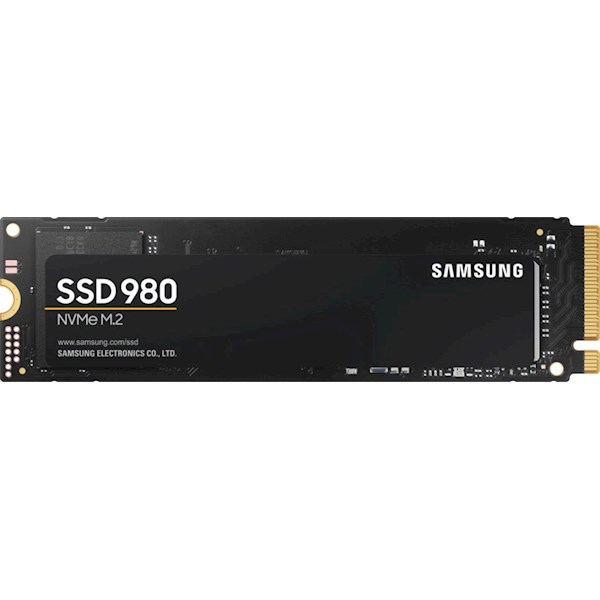 SSD 980
NVMe M.2
www.samsung.com/ssd
SAMSUNG ELECTRONICS CO., LTD.
SAMSUNG